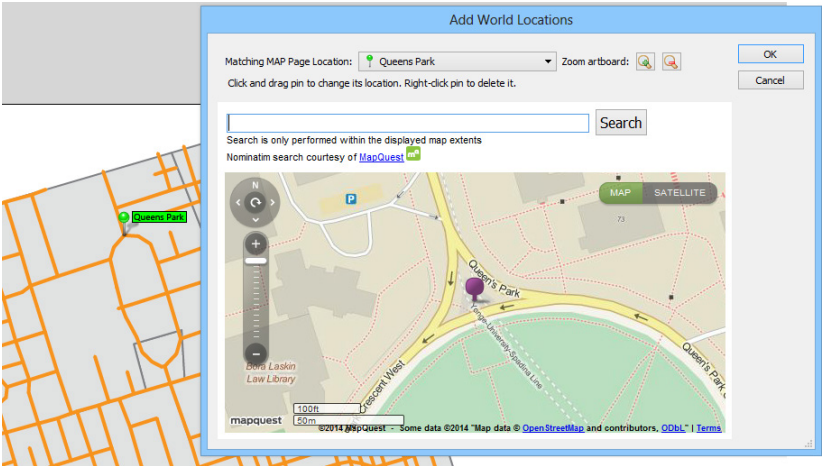 Add World Locations
Matching MAP Page Location: Queens Park Zoom artboard:
OK
Click and drag pin to change its location. Right-click pin to delete it.
Cancel
Search
Search is only performed within the displayed map extents
Nominatim search courtesy of MapQuest m
Queens Park
N
P
MAP SATELLITE
73
Queen's Park
Yonge-University-Spadina Line
Queen's Park C
Bora Laskin
Law Library
Crescent West
100ft
50m
mapquest
©2014 MapQuest - Some data ©2014 "Map data © OpenStreetMap and contributors, ODbL" | Terms